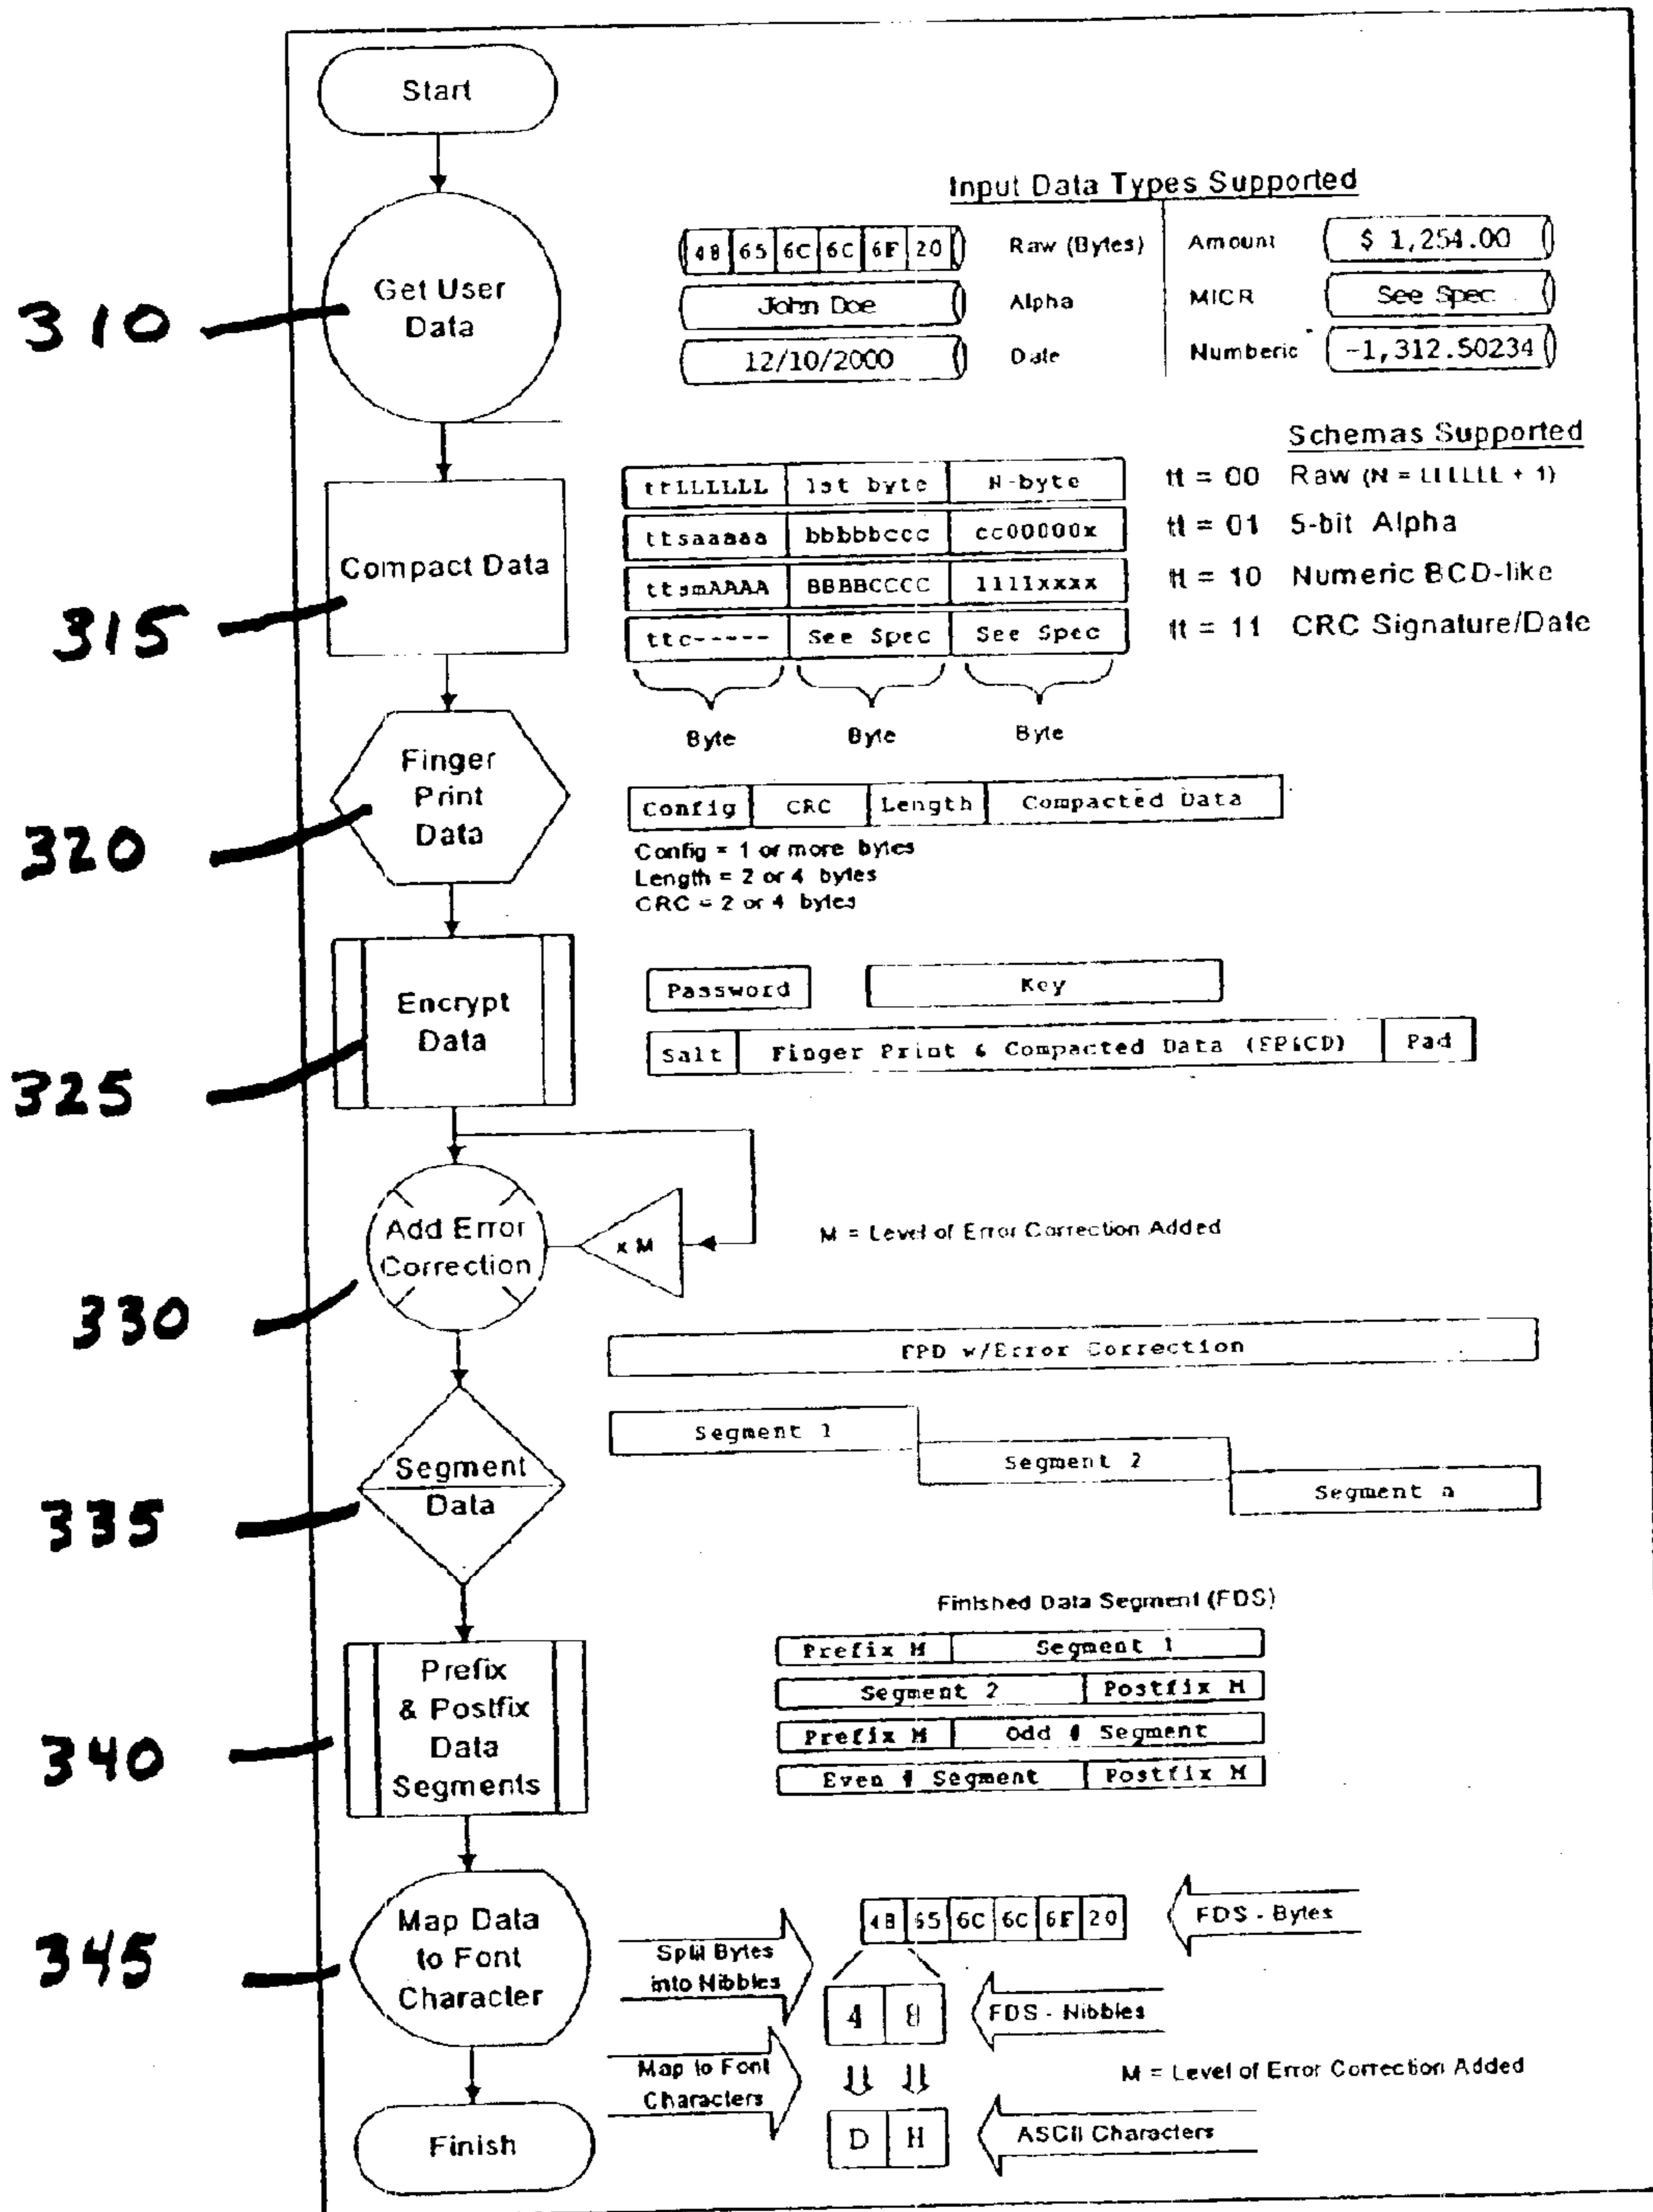 Start
310
Get User
Data
Input Data Types Supported
48 65 6C 6C 6F 20 Raw (Bytes) Amount $ 1,254.00
John Doe Alpha MICR See Spec
12/10/2000 Date Numberic -1,312.50234
315
Compact Data
Schemas Supported
ttLLLLLL 1st byte N-byte tt = 00 Raw (N = LLLLLL + 1)
ttsaaaaa bbbbbccc cc00000x tt = 01 5-bit Alpha
ttsmAAAA BBBBCCCC 1111xxxx tt = 10 Numeric BCD-like
ttc----- See Spec See Spec tt = 11 CRC Signature/Date
Byte Byte Byte
320
Finger
Print
Data
Config CRC Length Compacted Data
Config = 1 or more bytes
Length = 2 or 4 bytes
CRC = 2 or 4 bytes
325
Encrypt
Data
Password Key
Salt Finger Print & Compacted Data (FP&CD) Pad
330
Add Error
Correction
x M
M = Level of Error Correction Added
FPD w/Error Correction
335
Segment
Data
Segment 1
Segment 2
Segment n
340
Prefix
& Postfix
Data
Segments
Finished Data Segment (FDS)
Prefix M Segment 1
Segment 2 Postfix M
Prefix M Odd # Segment
Even # Segment Postfix M
345
Map Data
to Font
Character
Split Bytes
into Nibbles
48 65 6C 6C 6F 20 FDS - Bytes
4 8 FDS - Nibbles
Map to Font
Characters
M = Level of Error Correction Added
D H ASCII Characters
Finish